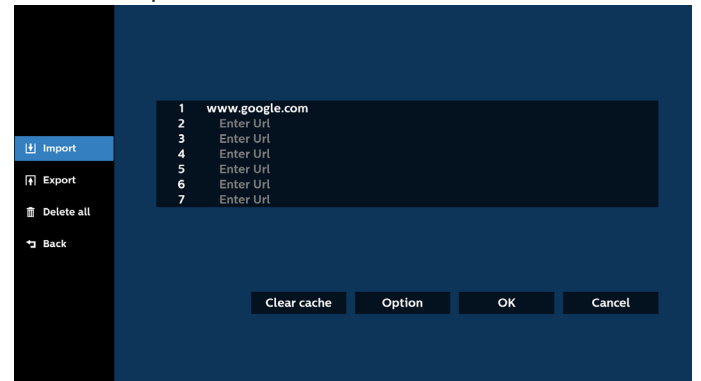 1 www.google.com
2 Enter Url
3 Enter Url
4 Enter Url
5 Enter Url
6 Enter Url
7 Enter Url
Import
Export
Delete all
Back
Clear cache Option OK Cancel